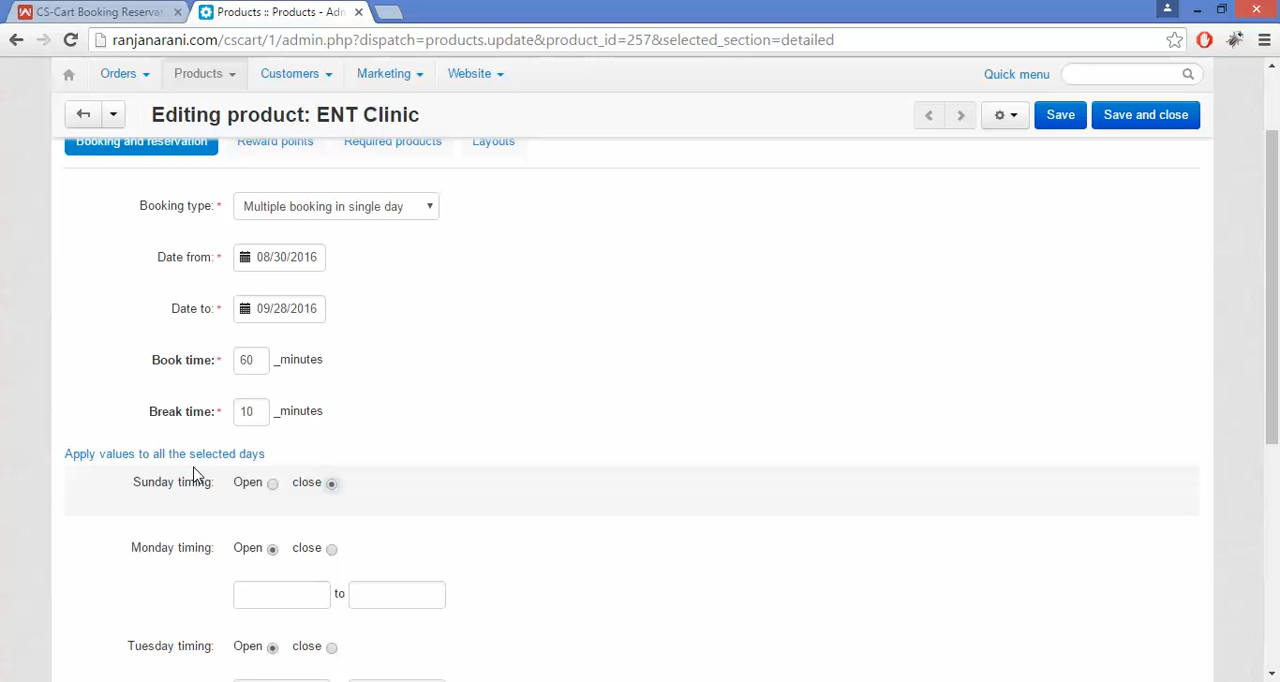 CS-Cart Booking Reserva
Products :: Products - Adm
ranjanarani.com/cscart/1/admin.php?dispatch=products.update&product_id=257&selected_section=detailed
Orders Products Customers Marketing Website Quick menu
Editing product: ENT Clinic Save Save and close
Booking and reservation Reward points Required products Layouts
Booking type: * Multiple booking in single day
Date from: * 08/30/2016
Date to: * 09/28/2016
Book time: * 60 _minutes
Break time: * 10 _minutes
Apply values to all the selected days
Sunday timing: Open close
Monday timing: Open close
to
Tuesday timing: Open close